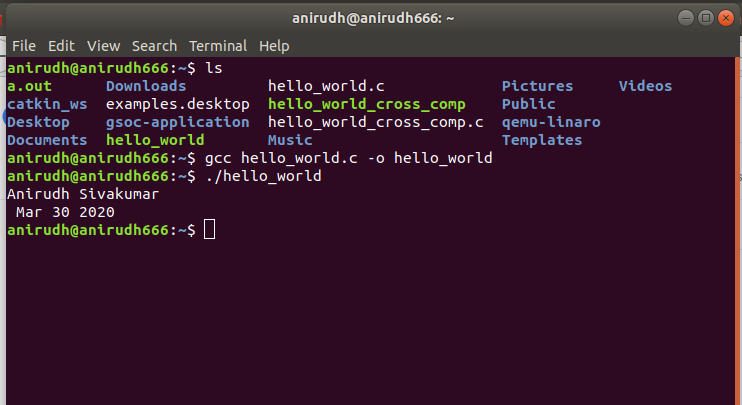 anirudh@anirudh666: ~
File Edit View Search Terminal Help
anirudh@anirudh666:~$ ls
a.out Downloads hello_world.c Pictures Videos
catkin_ws examples.desktop hello_world_cross_comp Public
Desktop gsoc-application hello_world_cross_comp.c qemu-linaro
Documents hello_world Music Templates
anirudh@anirudh666:~$ gcc hello_world.c -o hello_world
anirudh@anirudh666:~$ ./hello_world
Anirudh Sivakumar
Mar 30 2020
anirudh@anirudh666:~$